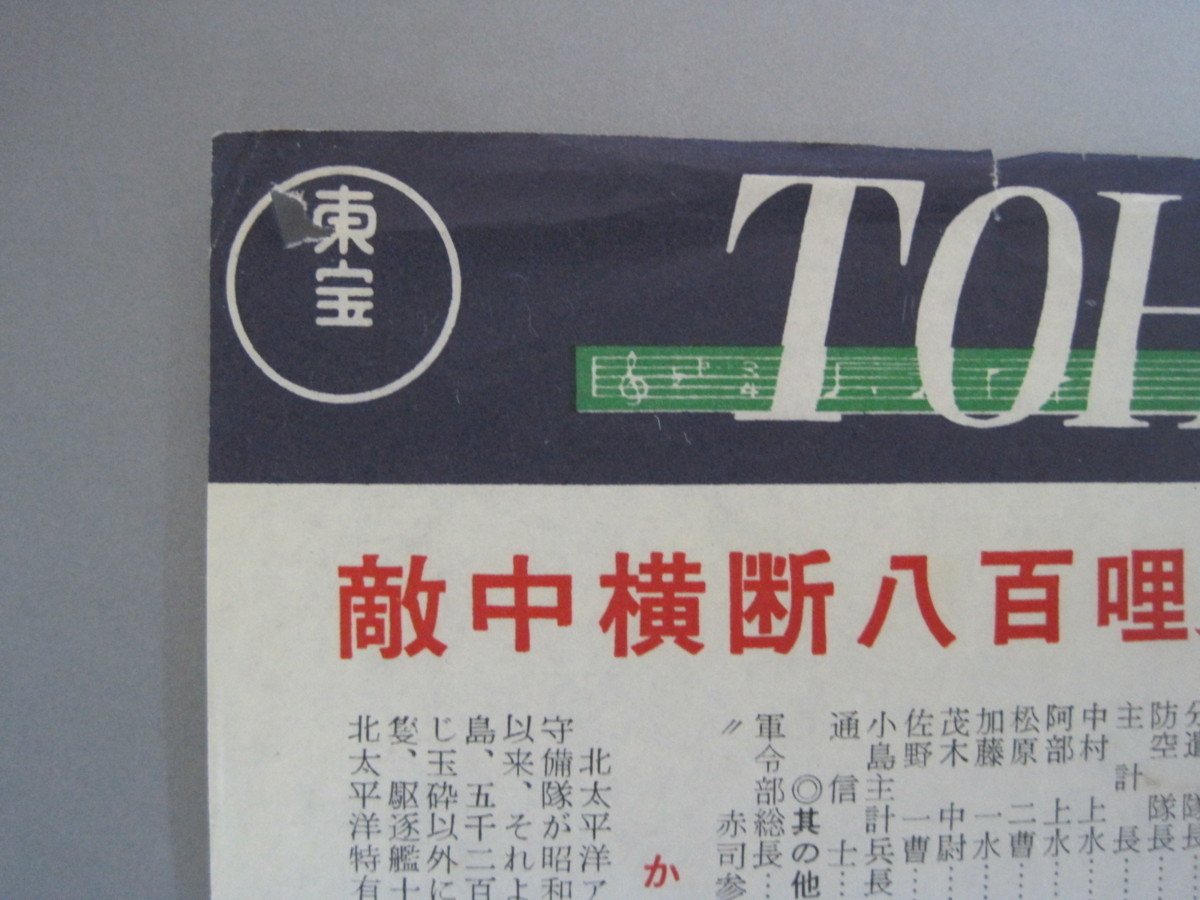 東宝
TOH
敵中横断八百哩
防空 隊長
主計長
中村 上水
阿部 上水
松原 二曹
加藤 一水
茂木 中尉
佐野 一曹
小島主計兵長
通信士
◎其の他
軍令部総長
〃 赤司参
か
北太平洋ア
守備隊が昭和
以来、それよ
島、五千二百
じ玉砕以外に
隻、駆逐艦十
北太平洋特有